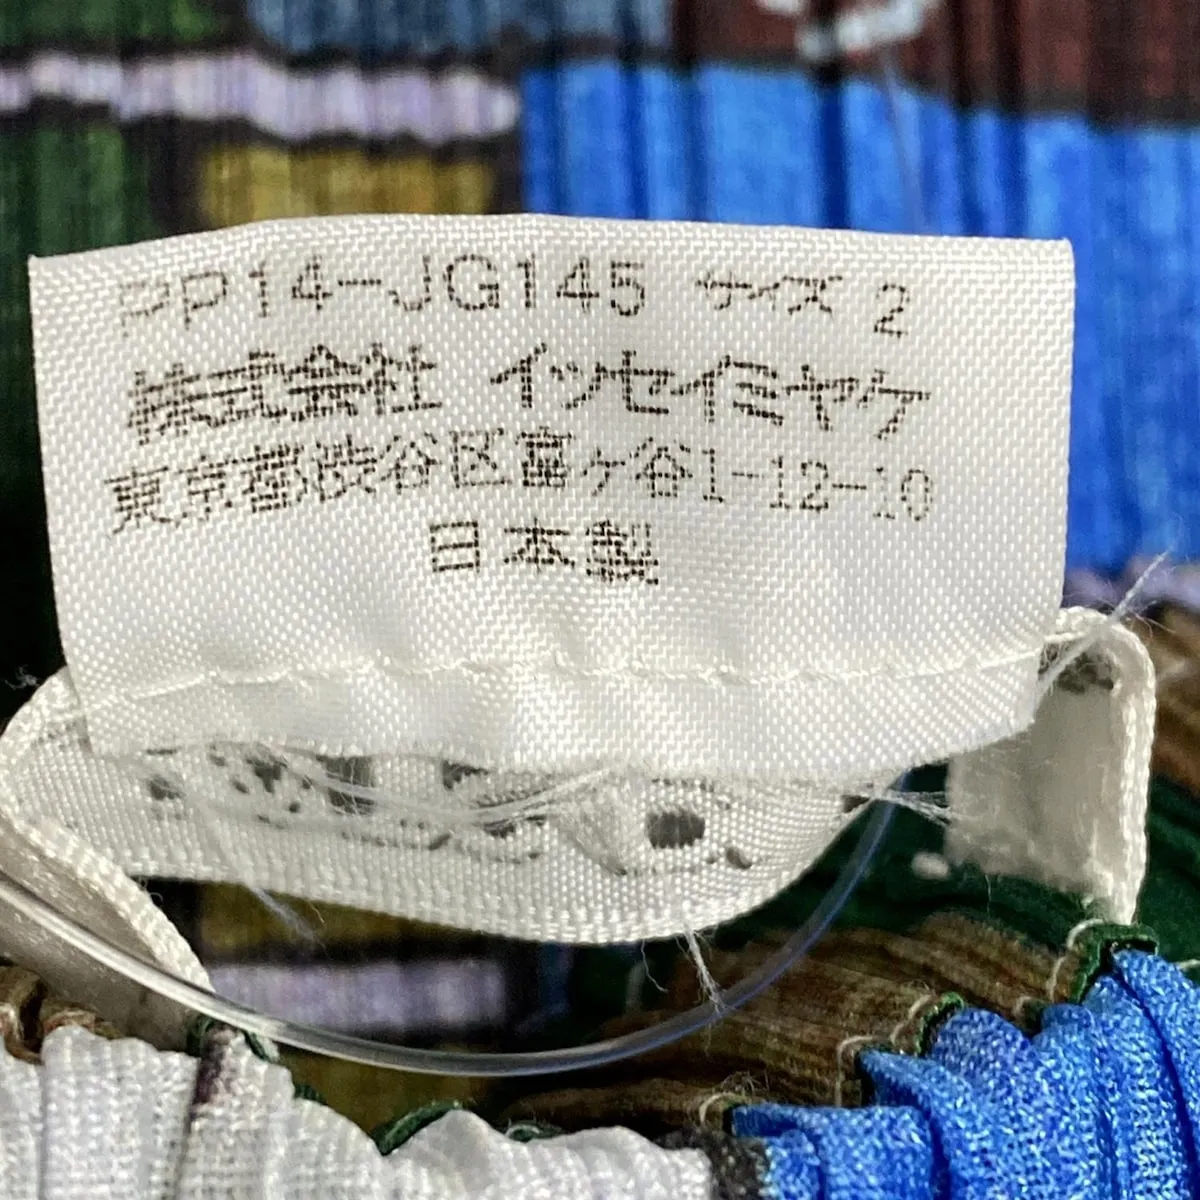 PP14-JG145 サイズ 2
株式会社 イッセイミヤケ
東京都渋谷区富ヶ谷1-12-10
日本製